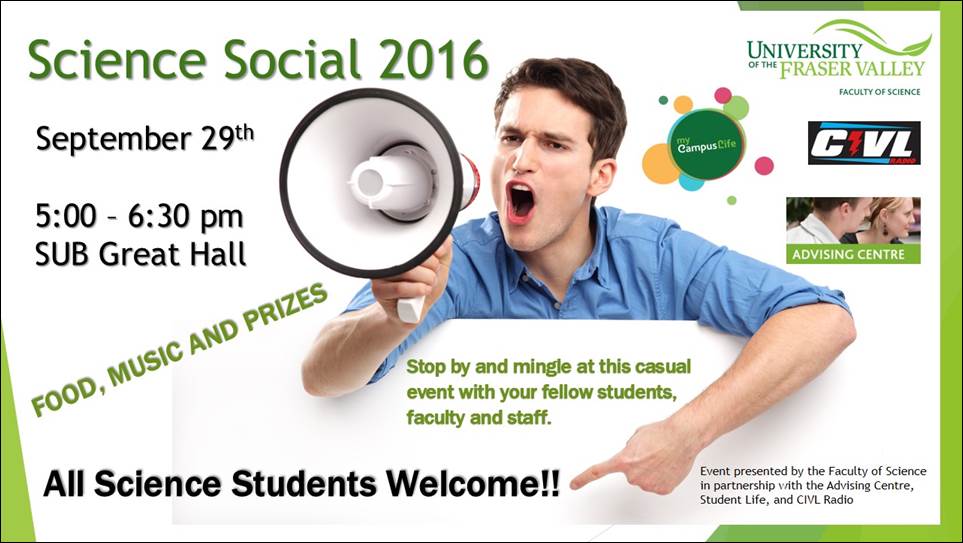 Science Social 2016
September 29th
5:00 – 6:30 pm
SUB Great Hall
FOOD, MUSIC AND PRIZES
Stop by and mingle at this casual
event with your fellow students,
faculty and staff.
All Science Students Welcome!!
UNIVERSITY
OF THE FRASER VALLEY
FACULTY OF SCIENCE
my
CampusLife
CIVL
RADIO
ADVISING CENTRE
Event presented by the Faculty of Science
in partnership with the Advising Centre,
Student Life, and CIVL Radio